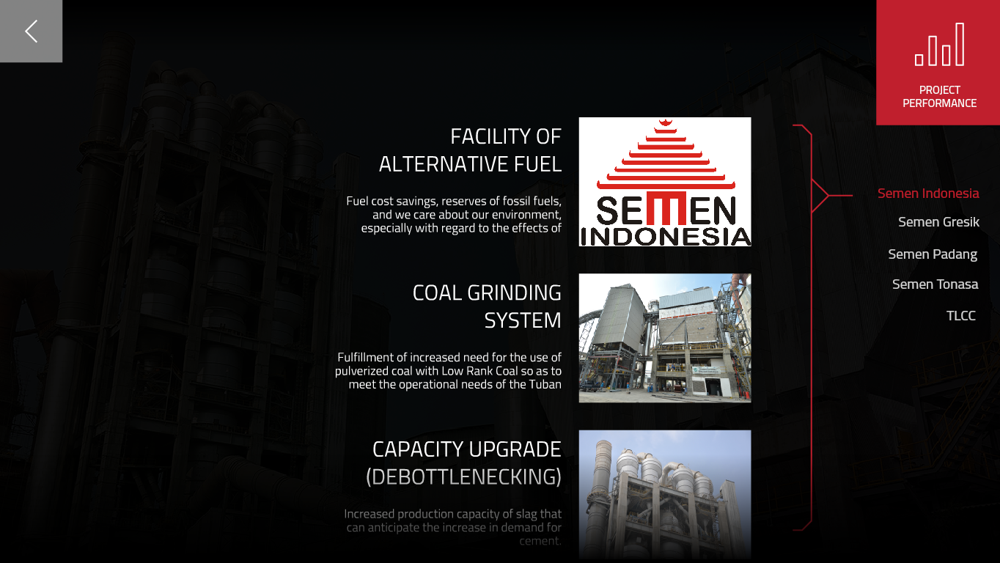 PROJECT
PERFORMANCE
FACILITY OF
ALTERNATIVE FUEL
Fuel cost savings, reserves of fossil fuels,
and we care about our environment,
especially with regard to the effects of
SEMEN
INDONESIA
COAL GRINDING
SYSTEM
Fulfillment of increased need for the use of
pulverized coal with Low Rank Coal so as to
meet the operational needs of the Tuban
CAPACITY UPGRADE
(DEBOTTLENECKING)
Increased production capacity of slag that
can anticipate the increase in demand for
cement.
Semen Indonesia
Semen Gresik
Semen Padang
Semen Tonasa
TLCC